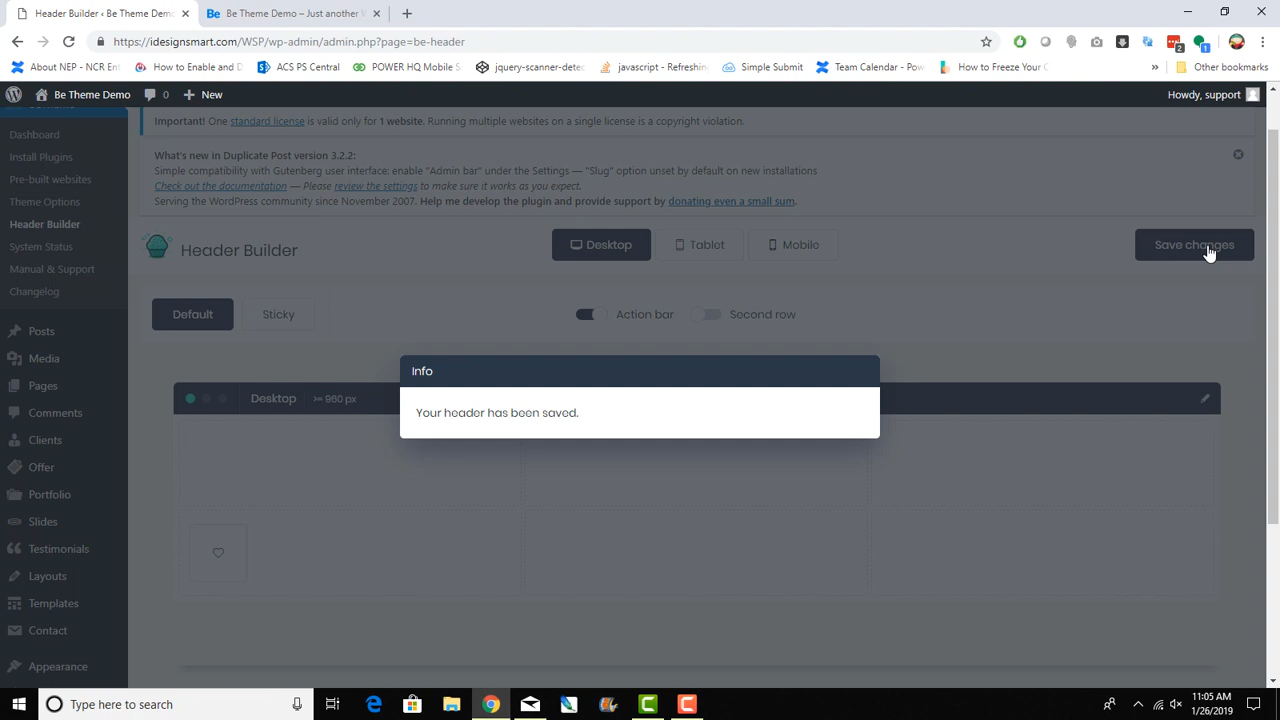 Header Builder ‹ Be Theme Demo
Be Theme Demo – Just another W
https://idesignsmart.com/WSP/wp-admin/admin.php?page=be-header
2
1
About NEP - NCR Ent
How to Enable and D
ACS PS Central
POWER HQ Mobile S
jquery-scanner-detec
javascript - Refreshing
Simple Submit
Team Calendar - Pow
How to Freeze Your C
»
Other bookmarks
Be Theme Demo
0
New
Howdy, support
Dashboard
Install Plugins
Pre-built websites
Theme Options
Header Builder
System Status
Manual & Support
Changelog
Posts
Media
Pages
Comments
Clients
Offer
Portfolio
Slides
Testimonials
Layouts
Templates
Contact
Appearance
Important! One standard license is valid only for 1 website. Running multiple websites on a single license is a copyright violation.
What's new in Duplicate Post version 3.2.2:
Simple compatibility with Gutenberg user interface: enable "Admin bar" under the Settings — "Slug" option unset by default on new installations
Check out the documentation — Please review the settings to make sure it works as you expect.
Serving the WordPress community since November 2007. Help me develop the plugin and provide support by donating even a small sum.
Header Builder
Desktop
Tablet
Mobile
Save changes
Default
Sticky
Action bar
Second row
Desktop
960 px
Info
Your header has been saved.
Type here to search
11:05 AM
1/26/2019